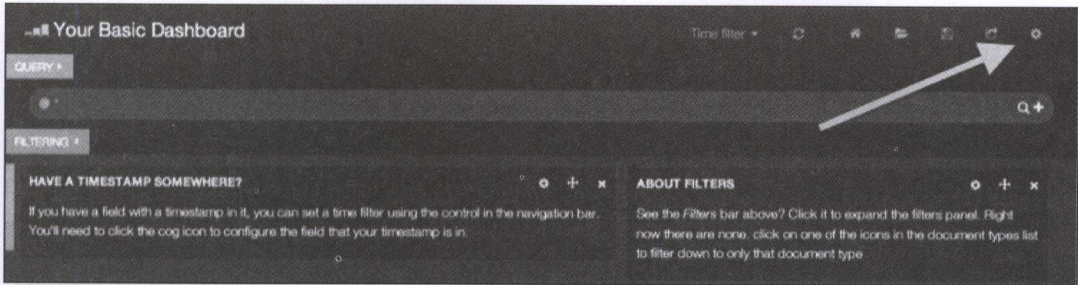 Your Basic Dashboard
Time filter
QUERY
*
FILTERING
HAVE A TIMESTAMP SOMEWHERE?
If you have a field with a timestamp in it, you can set a time filter using the control in the navigation bar.
You'll need to click the cog icon to configure the field that your timestamp is in.
ABOUT FILTERS
See the Filters bar above? Click it to expand the filters panel. Right
now there are none, click on one of the icons in the document types list
to filter down to only that document type